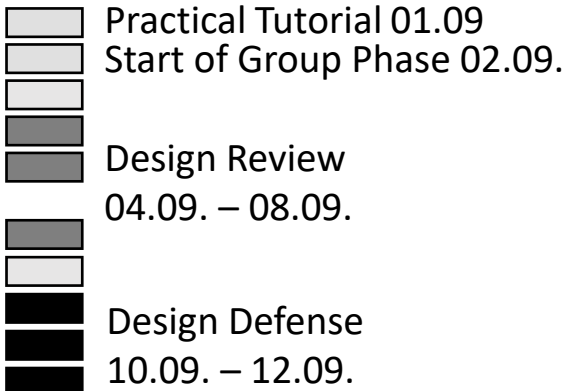 Practical Tutorial 01.09
Start of Group Phase 02.09.
Design Review
04.09. – 08.09.
Design Defense
10.09. – 12.09.